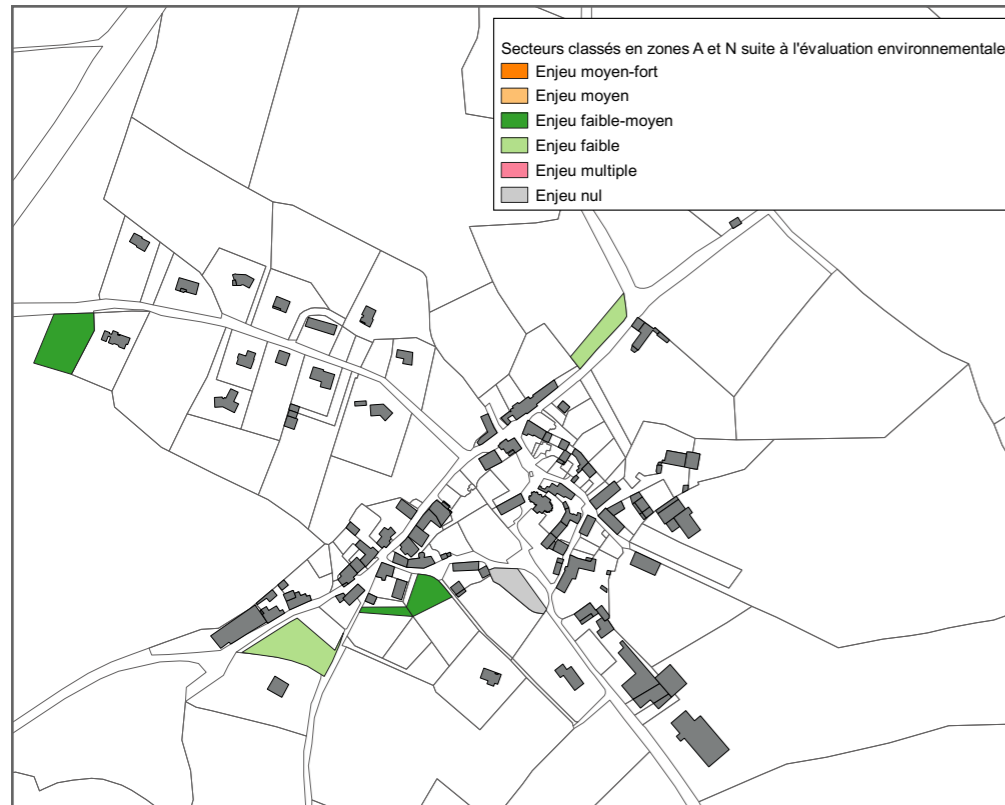 Secteurs classés en zones A et N suite à l'évaluation environnementale
Enjeu moyen-fort
Enjeu moyen
Enjeu faible-moyen
Enjeu faible
Enjeu multiple
Enjeu nul